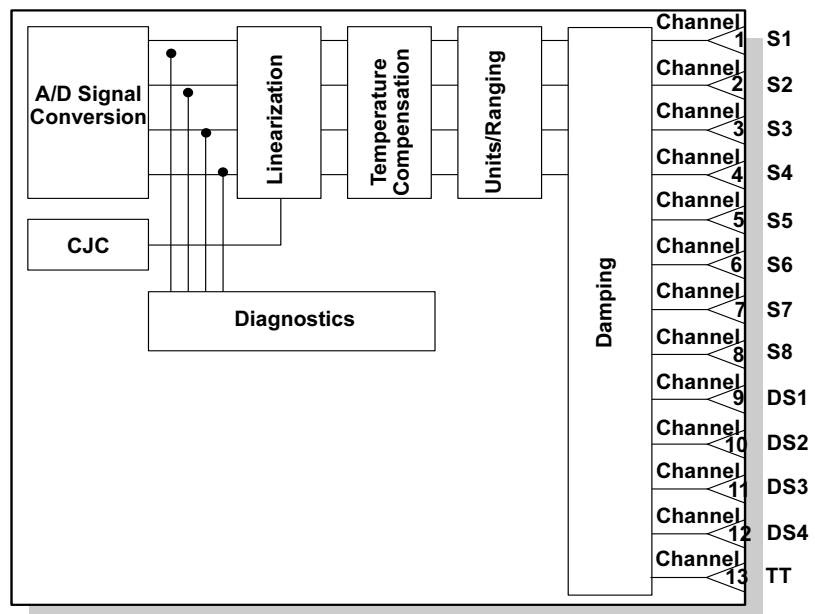 A/D Signal
Conversion
Linearization
Temperature
Compensation
Units/Ranging
CJC
Diagnostics
Damping
Channel
1 S1
Channel
2 S2
Channel
3 S3
Channel
4 S4
Channel
5 S5
Channel
6 S6
Channel
7 S7
Channel
8 S8
Channel
9 DS1
Channel
10 DS2
Channel
11 DS3
Channel
12 DS4
Channel
13 TT